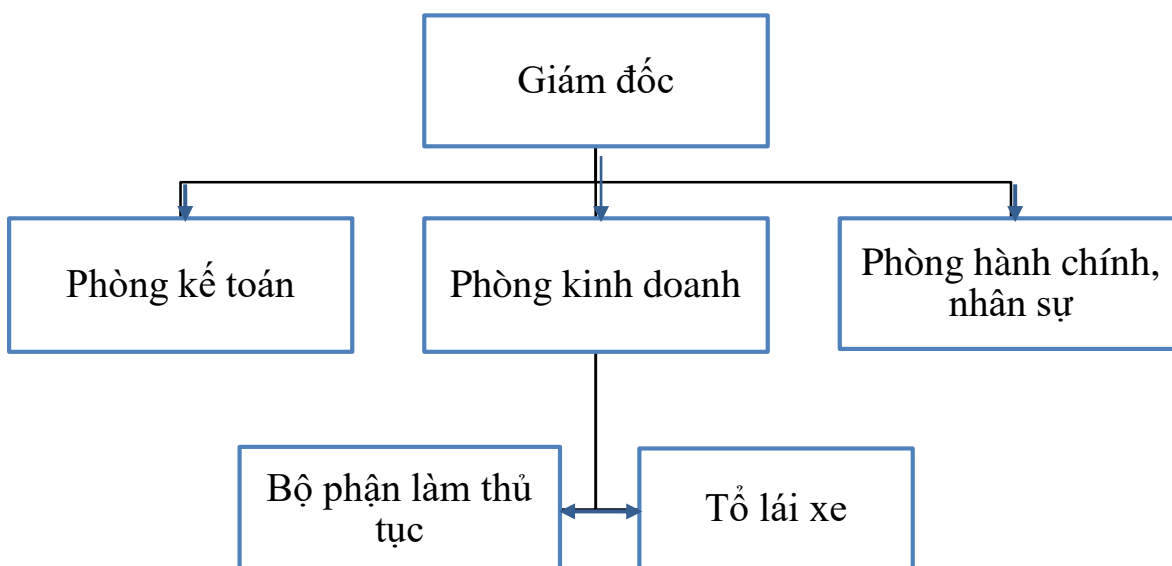 Giám đốc
Phòng kế toán
Phòng kinh doanh
Phòng hành chính,
nhân sự
Bộ phận làm thủ
tục
Tổ lái xe